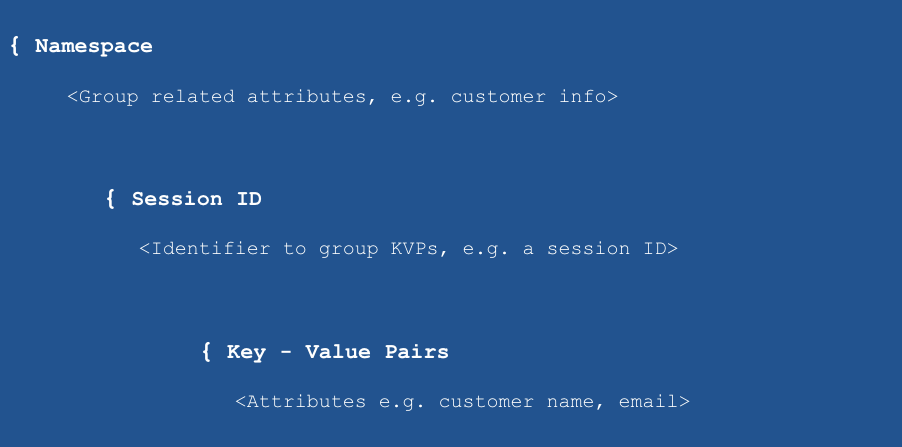 { Namespace
<Group related attributes, e.g. customer info>
{ Session ID
<Identifier to group KVPs, e.g. a session ID>
{ Key - Value Pairs
<Attributes e.g. customer name, email>